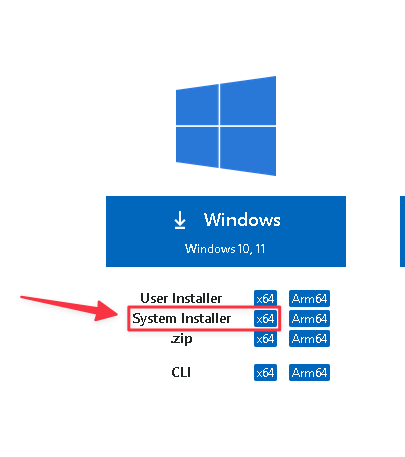 Windows
Windows 10, 11
User Installer x64 Arm64
System Installer x64 Arm64
.zip x64 Arm64
CLI x64 Arm64